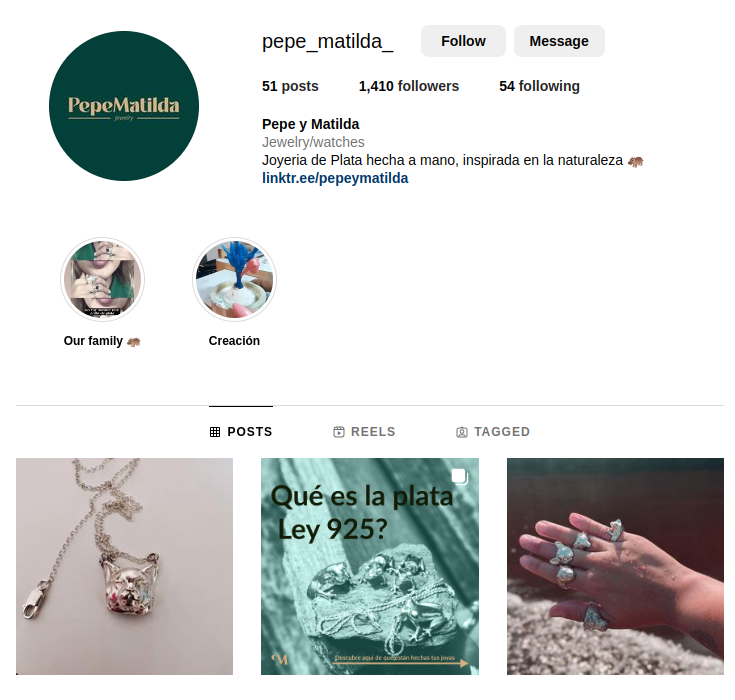 pepe_matilda_
Follow
Message
51 posts
1,410 followers
54 following
PepeMatilda
jewelry
Pepe y Matilda
Jewelry/watches
Joyeria de Plata hecha a mano, inspirada en la naturaleza 🦛
linktr.ee/pepeymatilda
Our family 🦛
Creación
POSTS
REELS
TAGGED
Qué es la plata
Ley 925?
Descubre aquí de que están hechas tus joyas